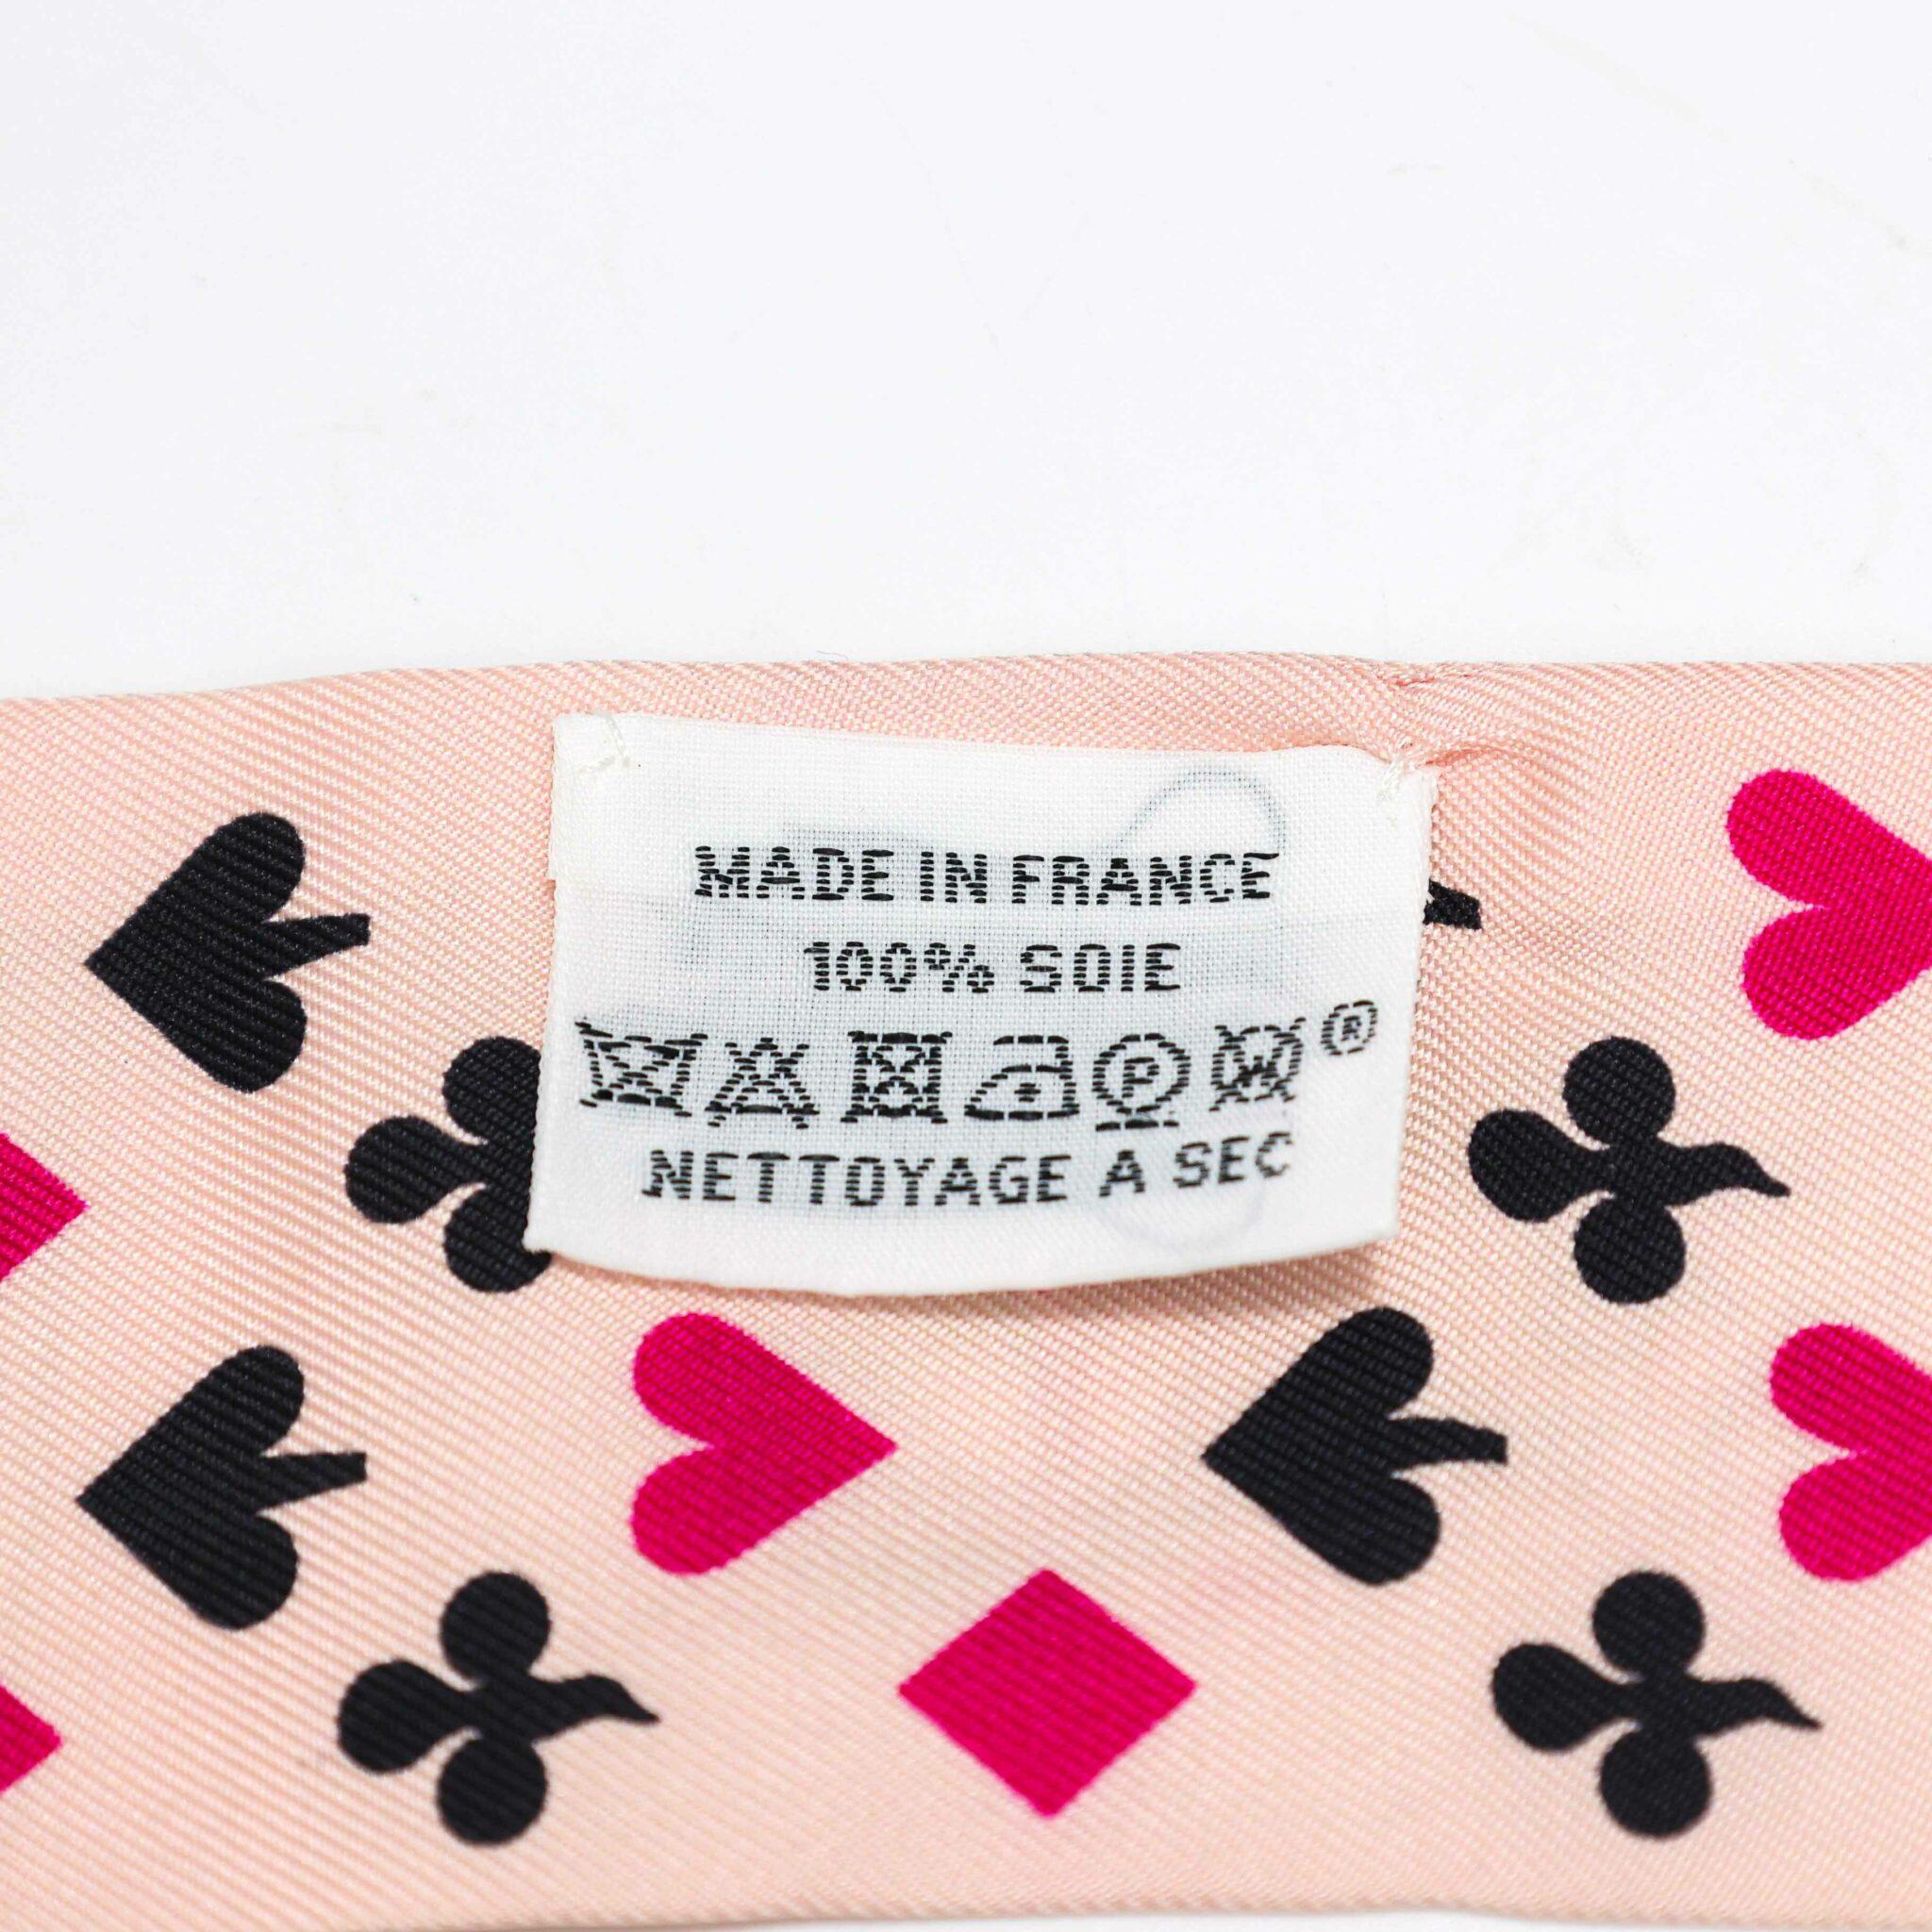 MADE IN FRANCE
100% SOIE
P W ®
NETTOYAGE A SEC